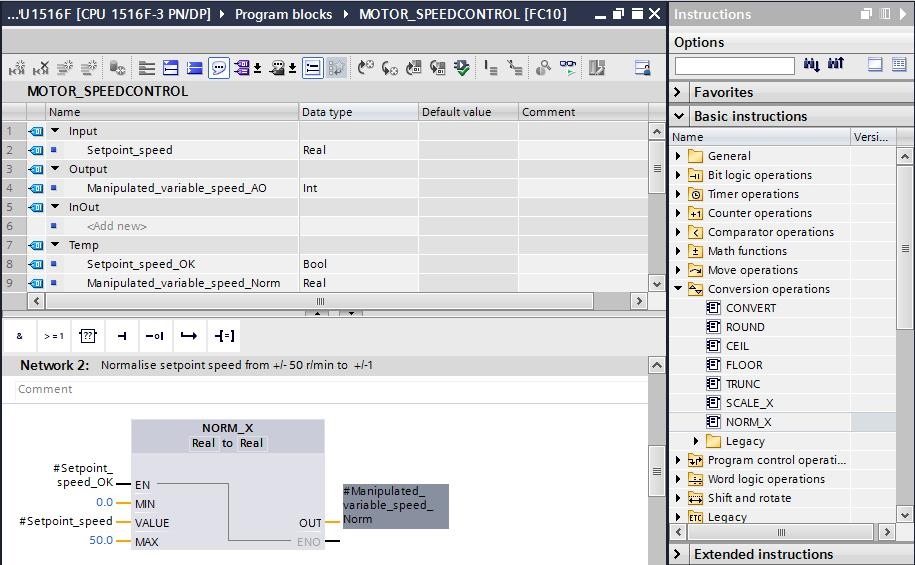 ...'U1516F [CPU 1516F-3 PN/DP] Program blocks MOTOR_SPEEDCONTROL [FC10]
MOTOR_SPEEDCONTROL
Name Data type Default value Comment
1 Input
2 Setpoint_speed Real
3 Output
4 Manipulated_variable_speed_AO Int
5 InOut
6 <Add new>
7 Temp
8 Setpoint_speed_OK Bool
9 Manipulated_variable_speed_Norm Real
& >=1 ?? -[=]
Network 2: Normalise setpoint speed from +/- 50 r/min to +/-1
Comment
NORM_X
Real to Real
#Setpoint_
speed_OK EN
0.0 MIN
#Setpoint_speed VALUE
50.0 MAX
OUT
ENO
#Manipulated_
variable_speed_
Norm
Instructions
Options
Favorites
Basic instructions
Name Versi...
General
Bit logic operations
Timer operations
Counter operations
Comparator operations
Math functions
Move operations
Conversion operations
CONVERT
ROUND
CEIL
FLOOR
TRUNC
SCALE_X
NORM_X
Legacy
Program control operati...
Word logic operations
Shift and rotate
ETC Legacy
Extended instructions